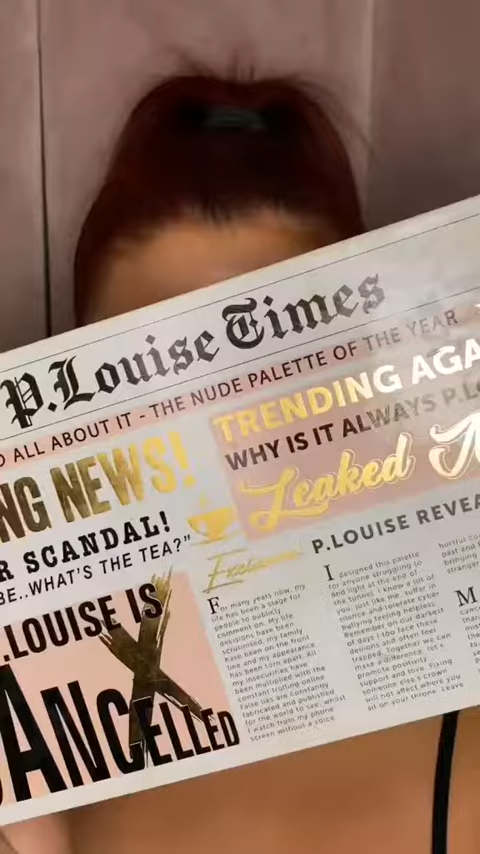 P.Louise Times
ALL ABOUT IT - THE NUDE PALETTE OF THE YEAR
NEWS!
SCANDAL!
WHAT'S THE TEA?"
LOUISE IS
CANCELLED
TRENDING
WHY IS IT ALWAYS
Leaked
Exclusive
P.LOUISE
For many years now, my
life has been a stage for
people to publicly
comment on. My life
decisions have been
scrutinised, my family
have been on the front
line and my appearance
has been torn apart. All
my insecurities have
been multiplied with the
constant trolling online
False lies are constantly
fabricated and published
for the world to see, whilst
I watch from my phone
screen without a voice
I designed this palette
for anyone struggling to
find light at the end of
the tunnel. I know a lot of
you, just like me, suffer in
silence with cyber
bullying feeling helpless.
Remember on our darkest
of days I too face these
demons and often feel
trapped. Together we can
make a difference, let's
promote positivity
support and love. Fixing
someone else's crown
will not affect where you
sit on your throne. Leave
hurtful
past and
bringing
stranger